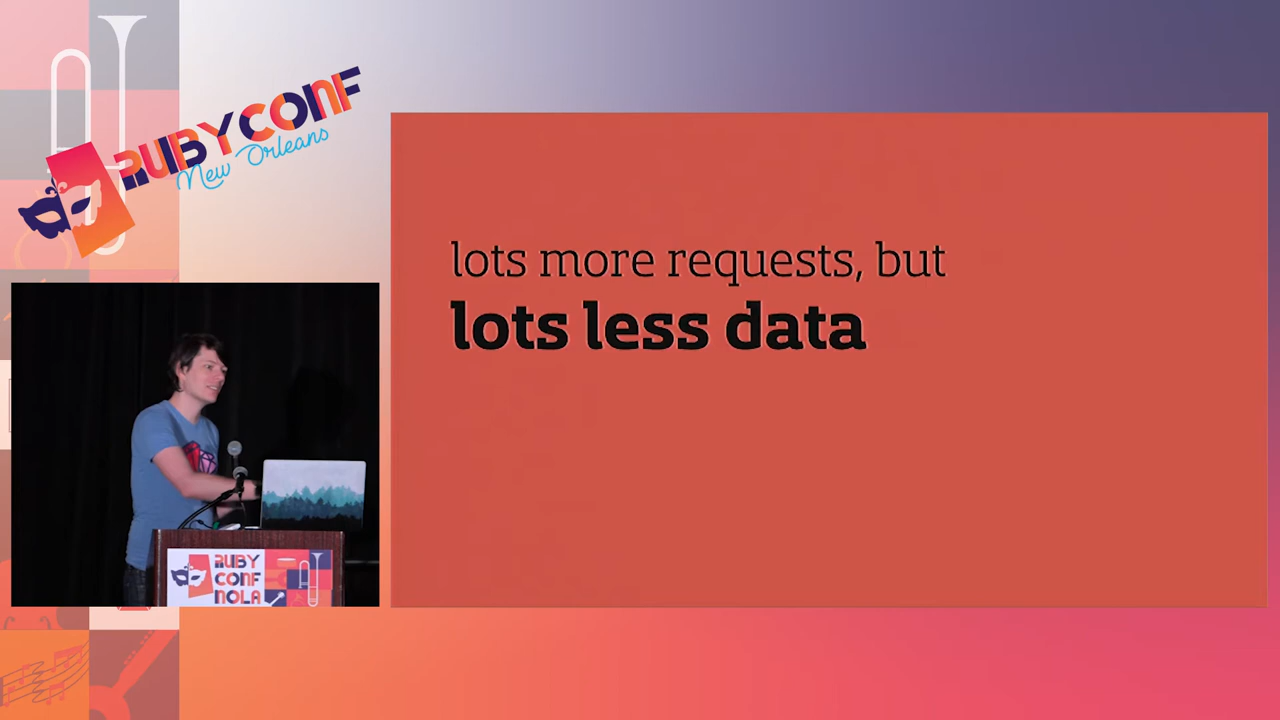 RUBYCONF
New Orleans
lots more requests, but
lots less data
RUBY
CONF
NOLA